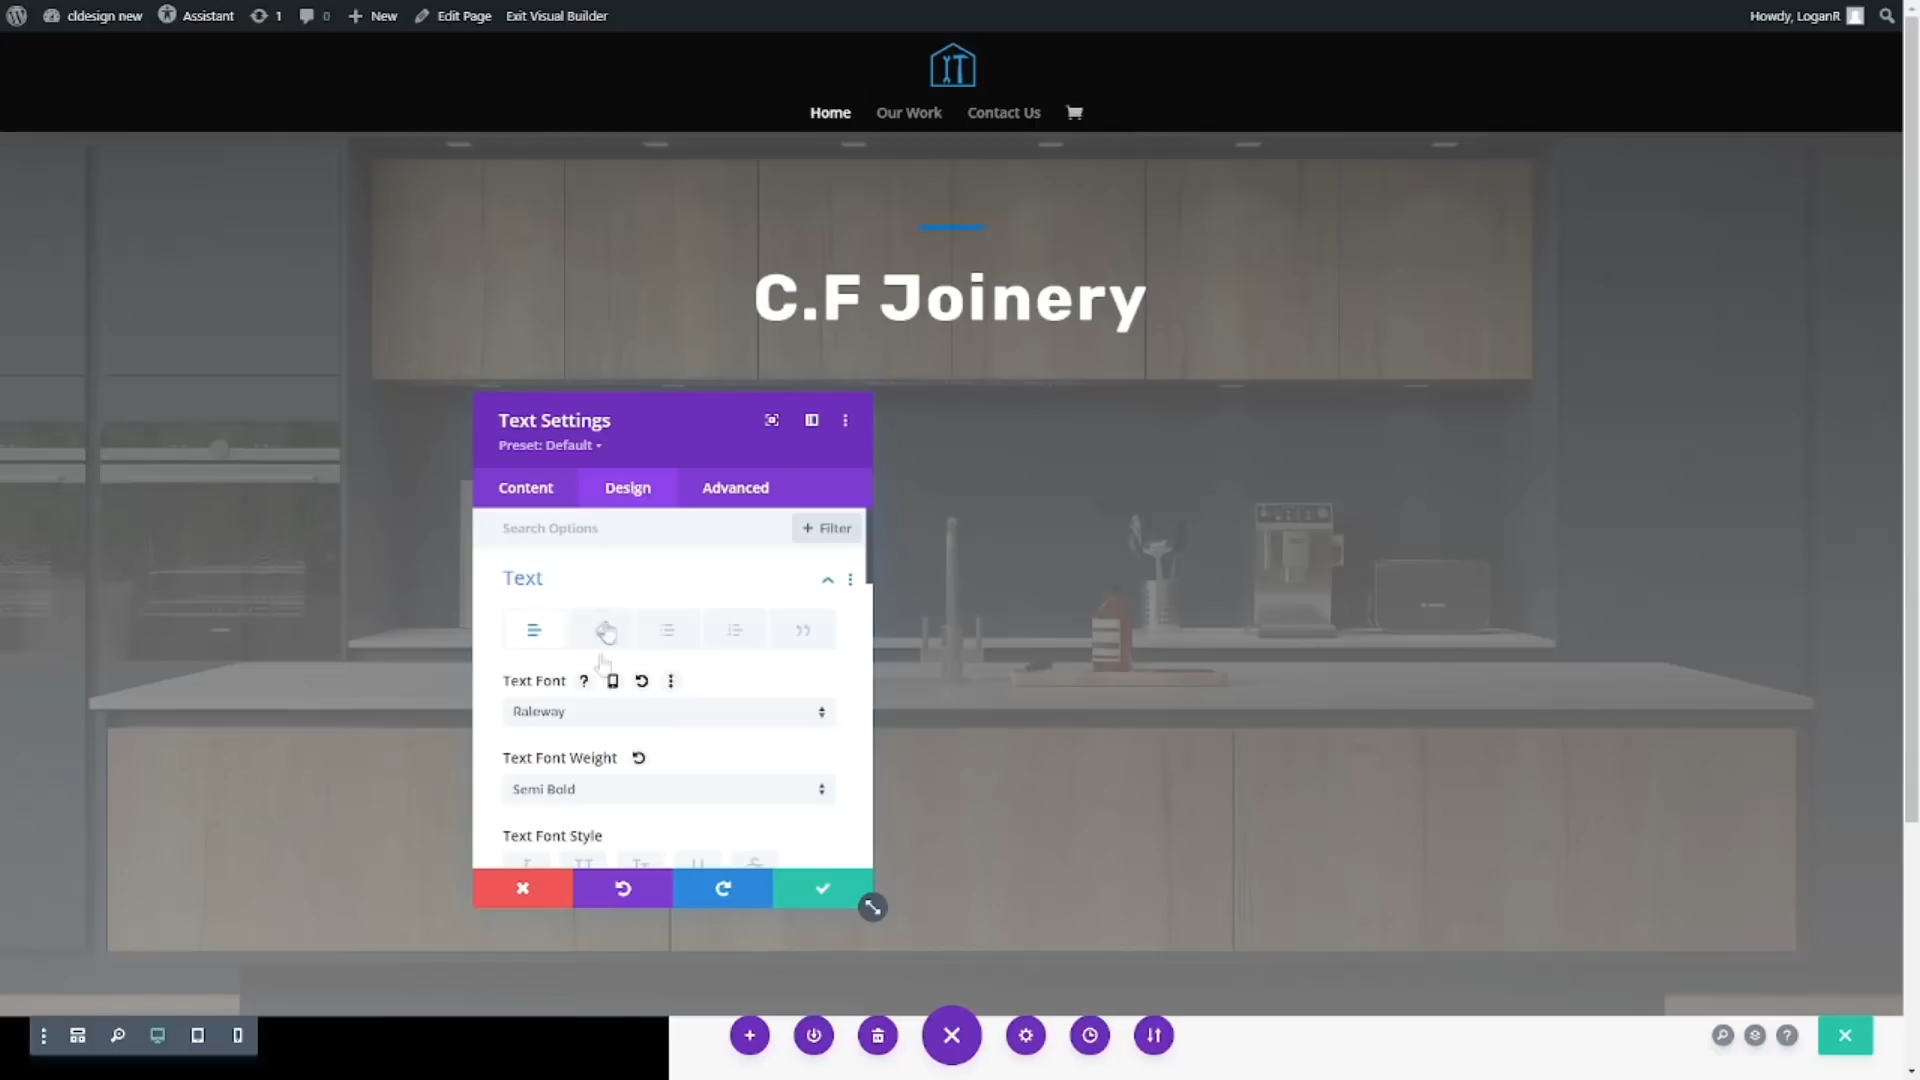 cldesign new Assistant 1 0 New Edit Page Exit Visual Builder Howdy, LoganR
Home Our Work Contact Us
C.F Joinery
Text Settings
Preset: Default
Content Design Advanced
Search Options + Filter
Text
Text Font ?
Raleway
Text Font Weight
Semi Bold
Text Font Style
I TT Tт U S
?